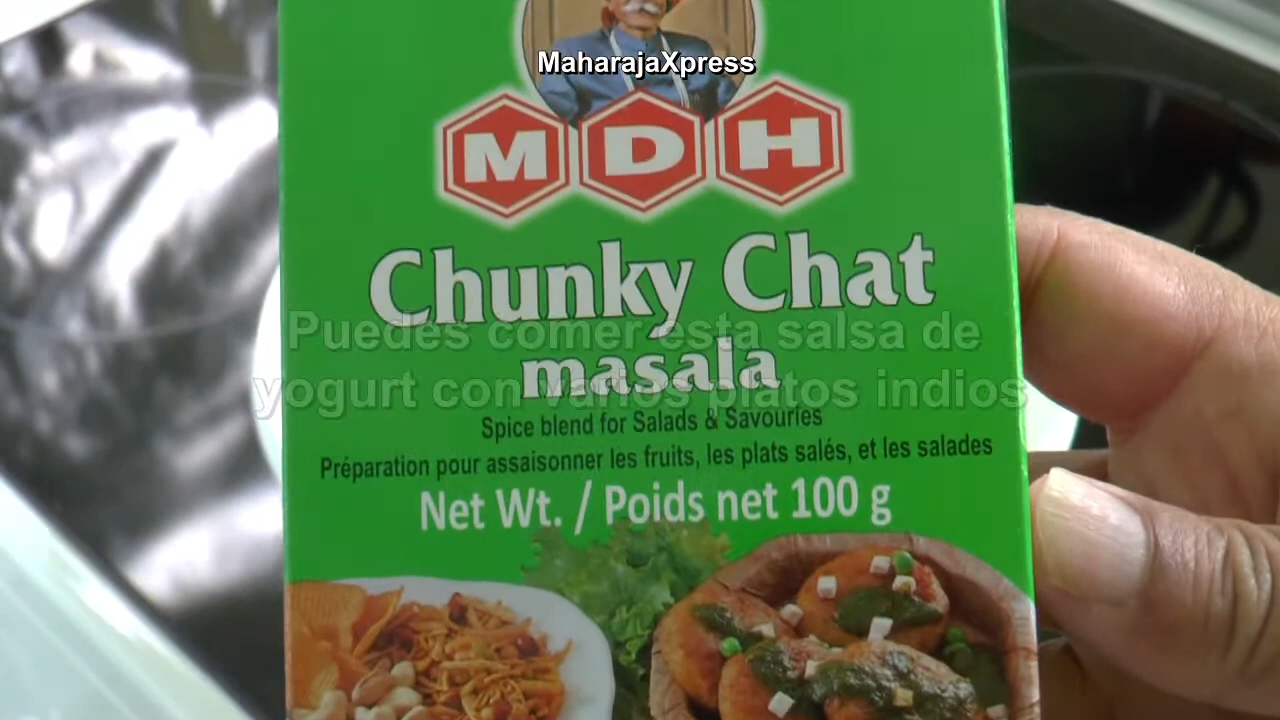 MaharajaXpress
MDH
Chunky Chat
masala
Puedes comer esta salsa de
yogurt con varios platos indios
Spice blend for Salads & Savouries
Préparation pour assaisonner les fruits, les plats salés, et les salades
Net Wt. / Poids net 100 g